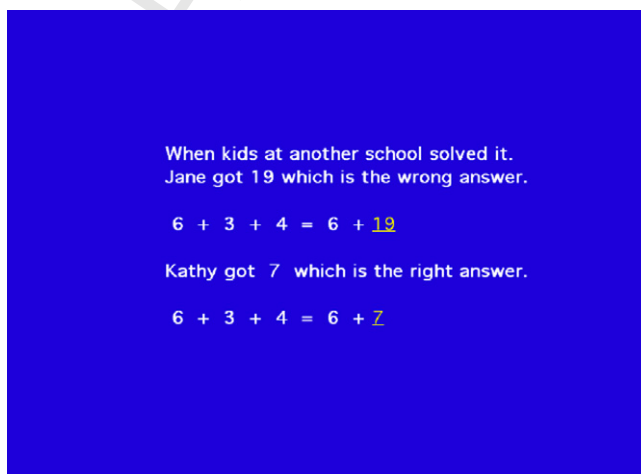 When kids at another school solved it.
Jane got 19 which is the wrong answer.
6 + 3 + 4 = 6 + 19
Kathy got 7 which is the right answer.
6 + 3 + 4 = 6 + 7